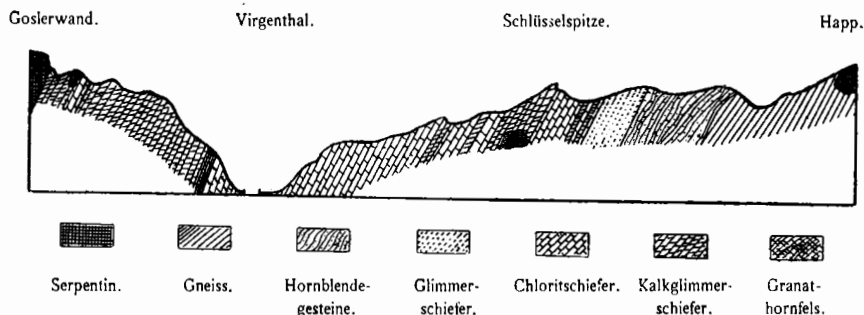 Goslerwand. Virgenthal. Schlüsselspitze. Happ.
Serpentin. Gneiss. Hornblende- Glimmer- Chloritschiefer. Kalkglimmer- Granat-
gesteine. schiefer. schiefer. hornfels.